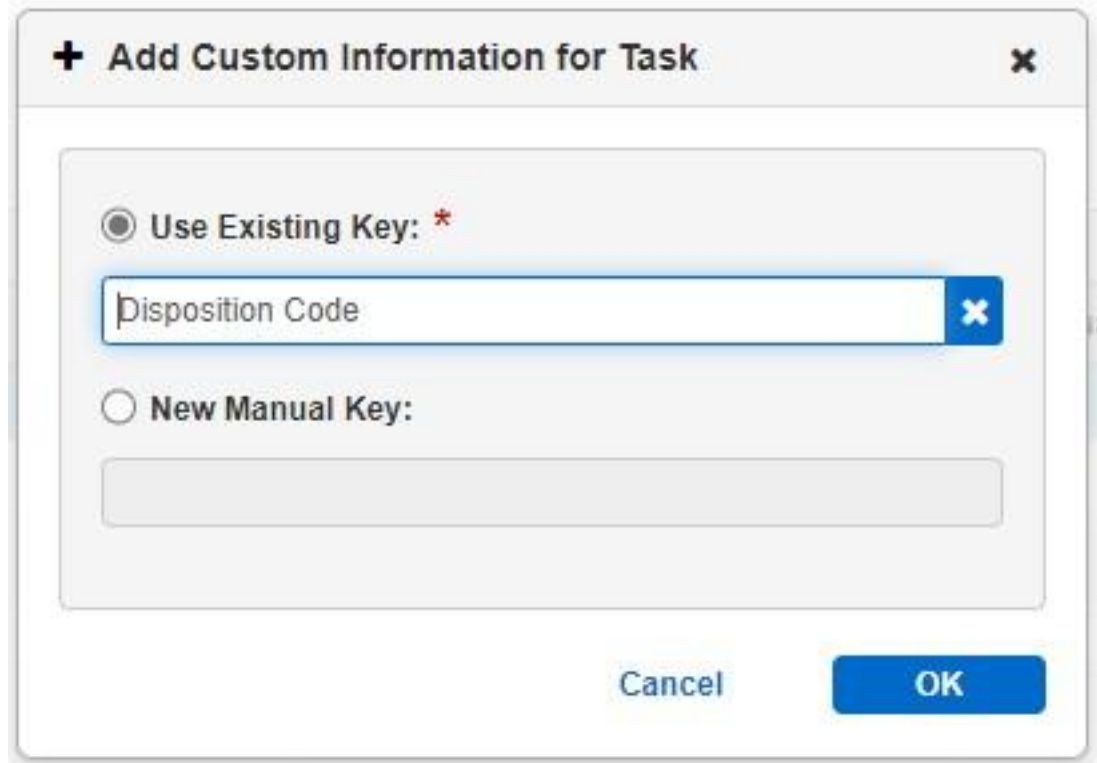 + Add Custom Information for Task
Use Existing Key: *
Disposition Code
New Manual Key:
Cancel OK